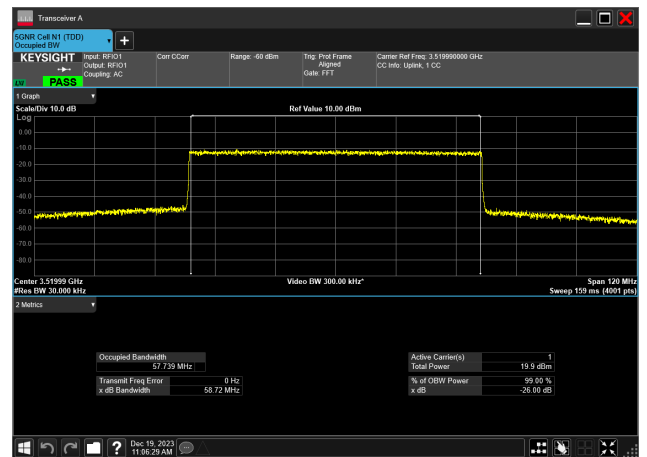 Transceiver A
5GNR Cell N1 (TDD)
Occupied BW
KEYSIGHT
PASS
Input: RFIO1
Output: RFIO1
Coupling: AC
Corr CCorr
Range: -60 dBm
Trig: Prot Frame
Aligned
Gate: FFT
Carrier Ref Freq: 3.519990000 GHz
CC Info: Uplink, 1 CC
1 Graph
Scale/Div 10.0 dB
Ref Value 10.00 dBm
Log
0.00
-10.0
-20.0
-30.0
-40.0
-50.0
-60.0
-70.0
-80.0
Center 3.51999 GHz
Video BW 300.00 kHz*
Span 120 MHz
#Res BW 30.000 kHz
Sweep 159 ms (4001 pts)
2 Metrics
Occupied Bandwidth
57.739 MHz
Transmit Freq Error 0 Hz
x dB Bandwidth 58.72 MHz
Active Carrier(s) 1
Total Power 19.9 dBm
% of OBW Power 99.00 %
x dB -26.00 dB
?
Dec 19, 2023
11:06:29 AM